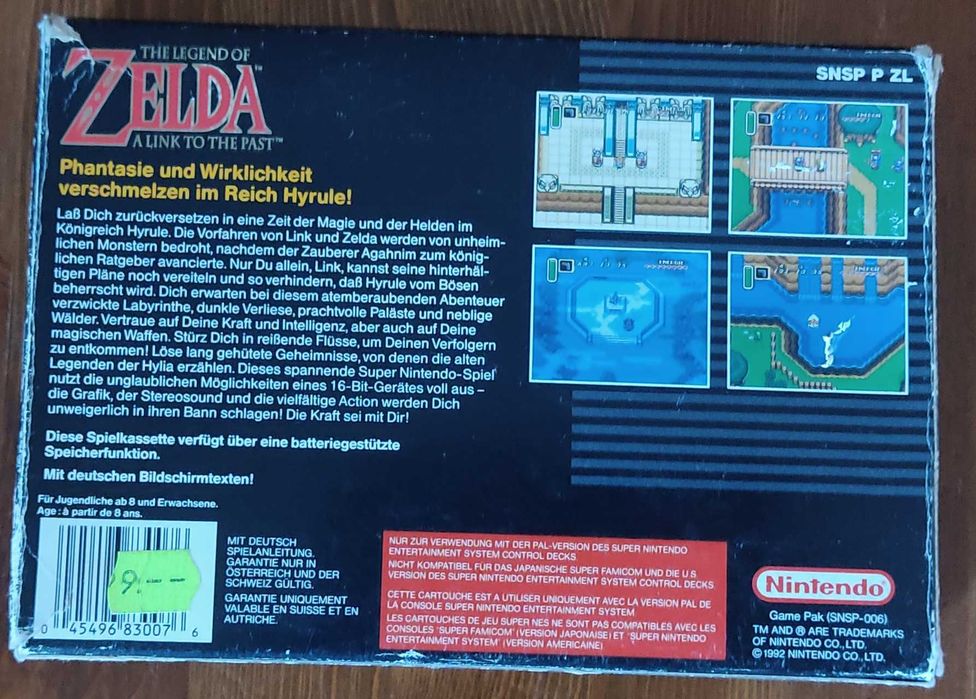 THE LEGEND OF
ZELDA™
A LINK TO THE PAST™
SNSP P ZL
Phantasie und Wirklichkeit
verschmelzen im Reich Hyrule!
Laß Dich zurückversetzen in eine Zeit der Magie und der Helden im
Königreich Hyrule. Die Vorfahren von Link und Zelda werden von unheim-
lichen Monstern bedroht, nachdem der Zauberer Agahnim zum könig-
lichen Ratgeber avancierte. Nur Du allein, Link, kannst seine hinterhäl-
tigen Pläne noch vereiteln und so verhindern, daß Hyrule vom Bösen
beherrscht wird. Dich erwarten bei diesem atemberaubenden Abenteuer
verzwickte Labyrinthe, dunkle Verliese, prachtvolle Paläste und neblige
Wälder. Vertraue auf Deine Kraft und Intelligenz, aber auch auf Deine
magischen Waffen. Stürz Dich in reißende Flüsse, um Deinen Verfolgern
zu entkommen! Löse lang gehütete Geheimnisse, von denen die alten
Legenden der Hylia erzählen. Dieses spannende Super Nintendo-Spiel
nutzt die unglaublichen Möglichkeiten eines 16-Bit-Gerätes voll aus –
die Grafik, der Stereosound und die vielfältige Action werden Dich
unweigerlich in ihren Bann schlagen! Die Kraft sei mit Dir!
Diese Spielkassette verfügt über eine batteriegestützte
Speicherfunktion.
Mit deutschen Bildschirmtexten!
Für Jugendliche ab 8 und Erwachsene.
Age: à partir de 8 ans.
0 45496 83007 6
MIT DEUTSCH
SPIELANLEITUNG.
GARANTIE NUR IN
ÖSTERREICH UND DER
SCHWEIZ GÜLTIG.
GARANTIE UNIQUEMENT
VALABLE EN SUISSE ET EN
AUTRICHE.
NUR ZUR VERWENDUNG MIT DER PAL-VERSION DES SUPER NINTENDO
ENTERTAINMENT SYSTEM CONTROL DECKS
NICHT KOMPATIBEL FÜR DAS JAPANISCHE SUPER FAMICOM UND DIE U.S.
VERSION DES SUPER NINTENDO ENTERTAINMENT SYSTEM CONTROL DECKS
CETTE CARTOUCHE EST A UTILISER UNIQUEMENT AVEC LA VERSION PAL DE
LA CONSOLE SUPER NINTENDO ENTERTAINMENT SYSTEM
LES CARTOUCHES DE JEU SUPER NES NE SONT PAS COMPATIBLES AVEC LES
CONSOLES "SUPER FAMICOM" (VERSION JAPONAISE) ET "SUPER NINTENDO
ENTERTAINMENT SYSTEM" (VERSION AMERICAINE)
Nintendo®
Game Pak (SNSP-006)
TM AND ® ARE TRADEMARKS
OF NINTENDO CO., LTD.
© 1992 NINTENDO CO., LTD.